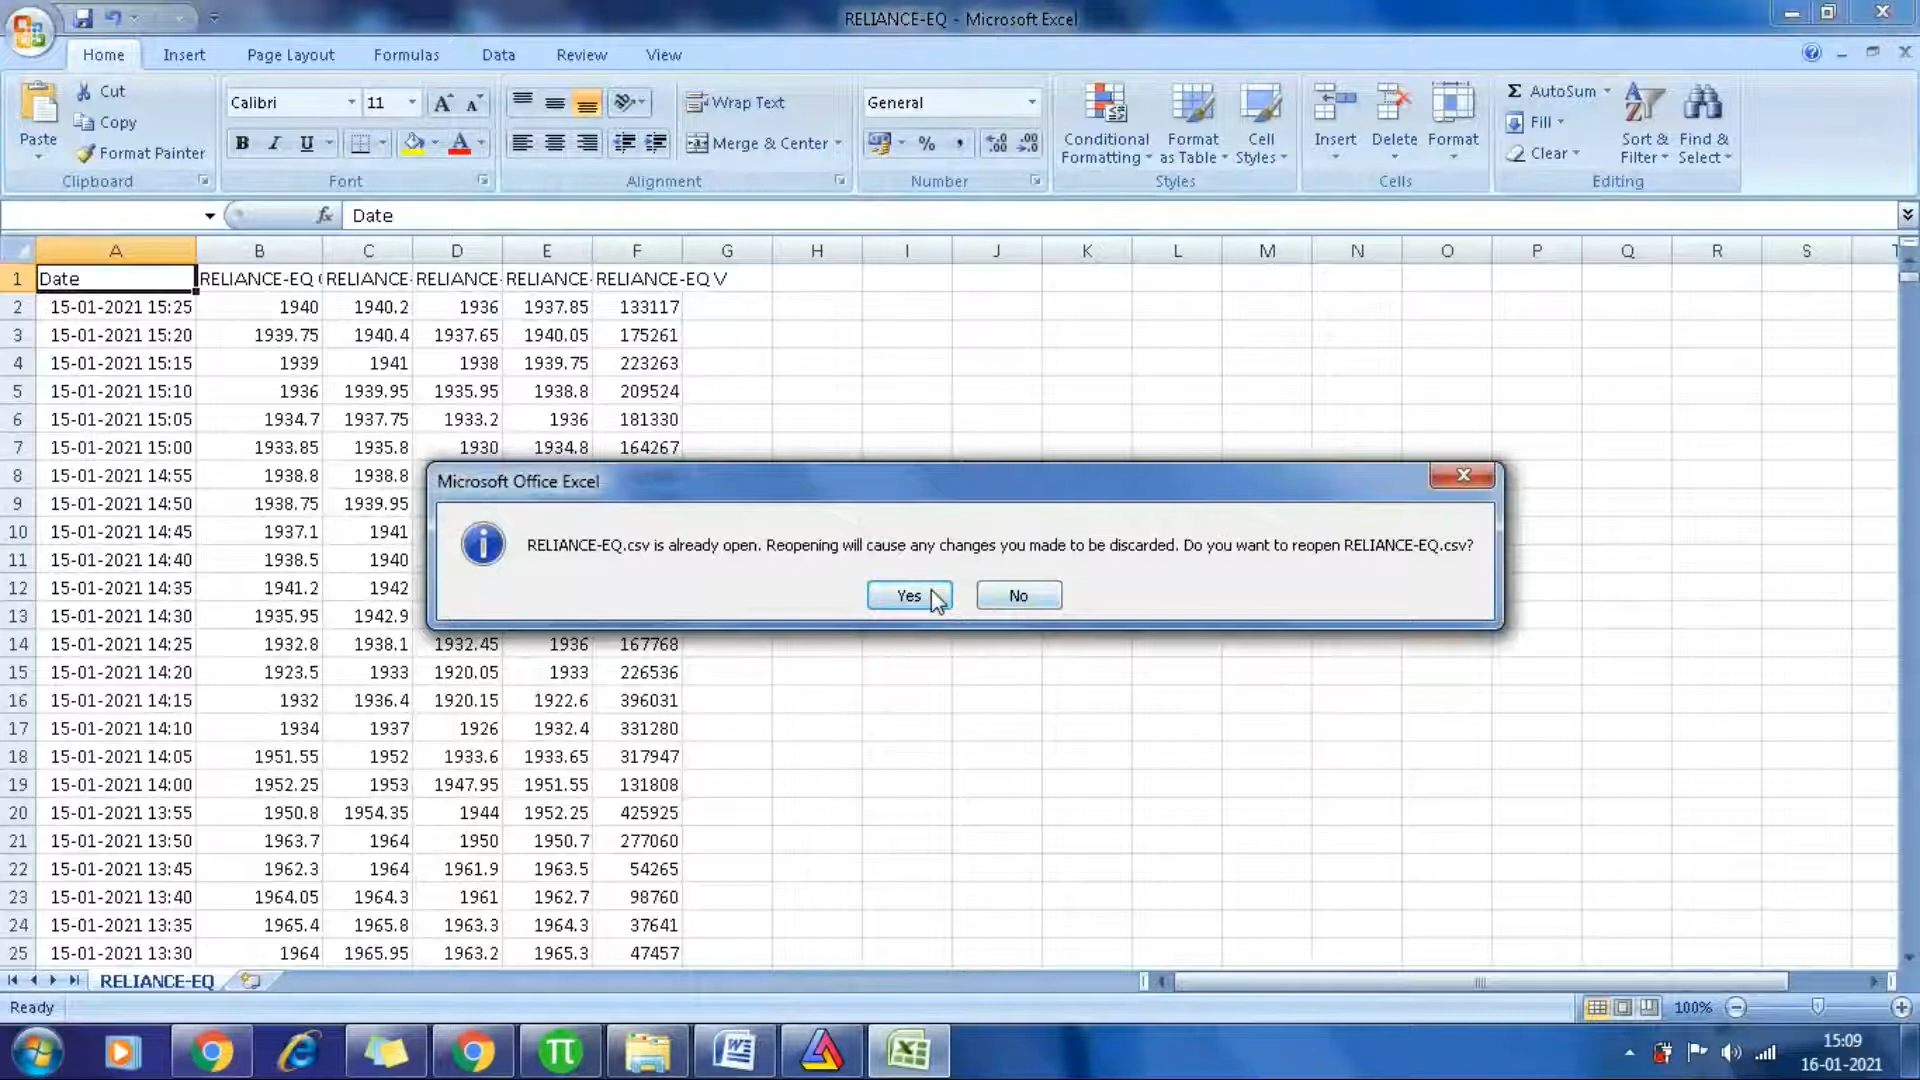 RELIANCE-EQ - Microsoft Excel
Home Insert Page Layout Formulas Data Review View
Paste
Cut
Copy
Format Painter
Clipboard
Calibri 11
B I U
Font
Wrap Text
Merge & Center
Alignment
General
Number
Conditional Formatting
Format as Table
Cell Styles
Styles
Insert Delete Format
Cells
AutoSum
Fill
Clear
Sort & Filter
Find & Select
Editing
fx Date
A B C D E F G H I J K L M N O P Q R S T
1 Date RELIANCE-EQ RELIANCE- RELIANCE- RELIANCE- RELIANCE-EQ V
2 15-01-2021 15:25 1940 1940.2 1936 1937.85 133117
3 15-01-2021 15:20 1939.75 1940.4 1937.65 1940.05 175261
4 15-01-2021 15:15 1939 1941 1938 1939.75 223263
5 15-01-2021 15:10 1936 1939.95 1935.95 1938.8 209524
6 15-01-2021 15:05 1934.7 1937.75 1933.2 1936 181330
7 15-01-2021 15:00 1933.85 1935.8 1930 1934.8 164267
8 15-01-2021 14:55 1938.8 1938.8
9 15-01-2021 14:50 1938.75 1939.95
10 15-01-2021 14:45 1937.1 1941
11 15-01-2021 14:40 1938.5 1940
12 15-01-2021 14:35 1941.2 1942
13 15-01-2021 14:30 1935.95 1942.9
14 15-01-2021 14:25 1932.8 1938.1 1932.45 1936 167768
15 15-01-2021 14:20 1923.5 1933 1920.05 1933 226536
16 15-01-2021 14:15 1932 1936.4 1920.15 1922.6 396031
17 15-01-2021 14:10 1934 1937 1926 1932.4 331280
18 15-01-2021 14:05 1951.55 1952 1933.6 1933.65 317947
19 15-01-2021 14:00 1952.25 1953 1947.95 1951.55 131808
20 15-01-2021 13:55 1950.8 1954.35 1944 1952.25 425925
21 15-01-2021 13:50 1963.7 1964 1950 1950.7 277060
22 15-01-2021 13:45 1962.3 1964 1961.9 1963.5 54265
23 15-01-2021 13:40 1964.05 1964.3 1961 1962.7 98760
24 15-01-2021 13:35 1965.4 1965.8 1963.3 1964.3 37641
25 15-01-2021 13:30 1964 1965.95 1963.2 1965.3 47457
Microsoft Office Excel
RELIANCE-EQ.csv is already open. Reopening will cause any changes you made to be discarded. Do you want to reopen RELIANCE-EQ.csv?
Yes No
RELIANCE-EQ
Ready
100%
15:09
16-01-2021